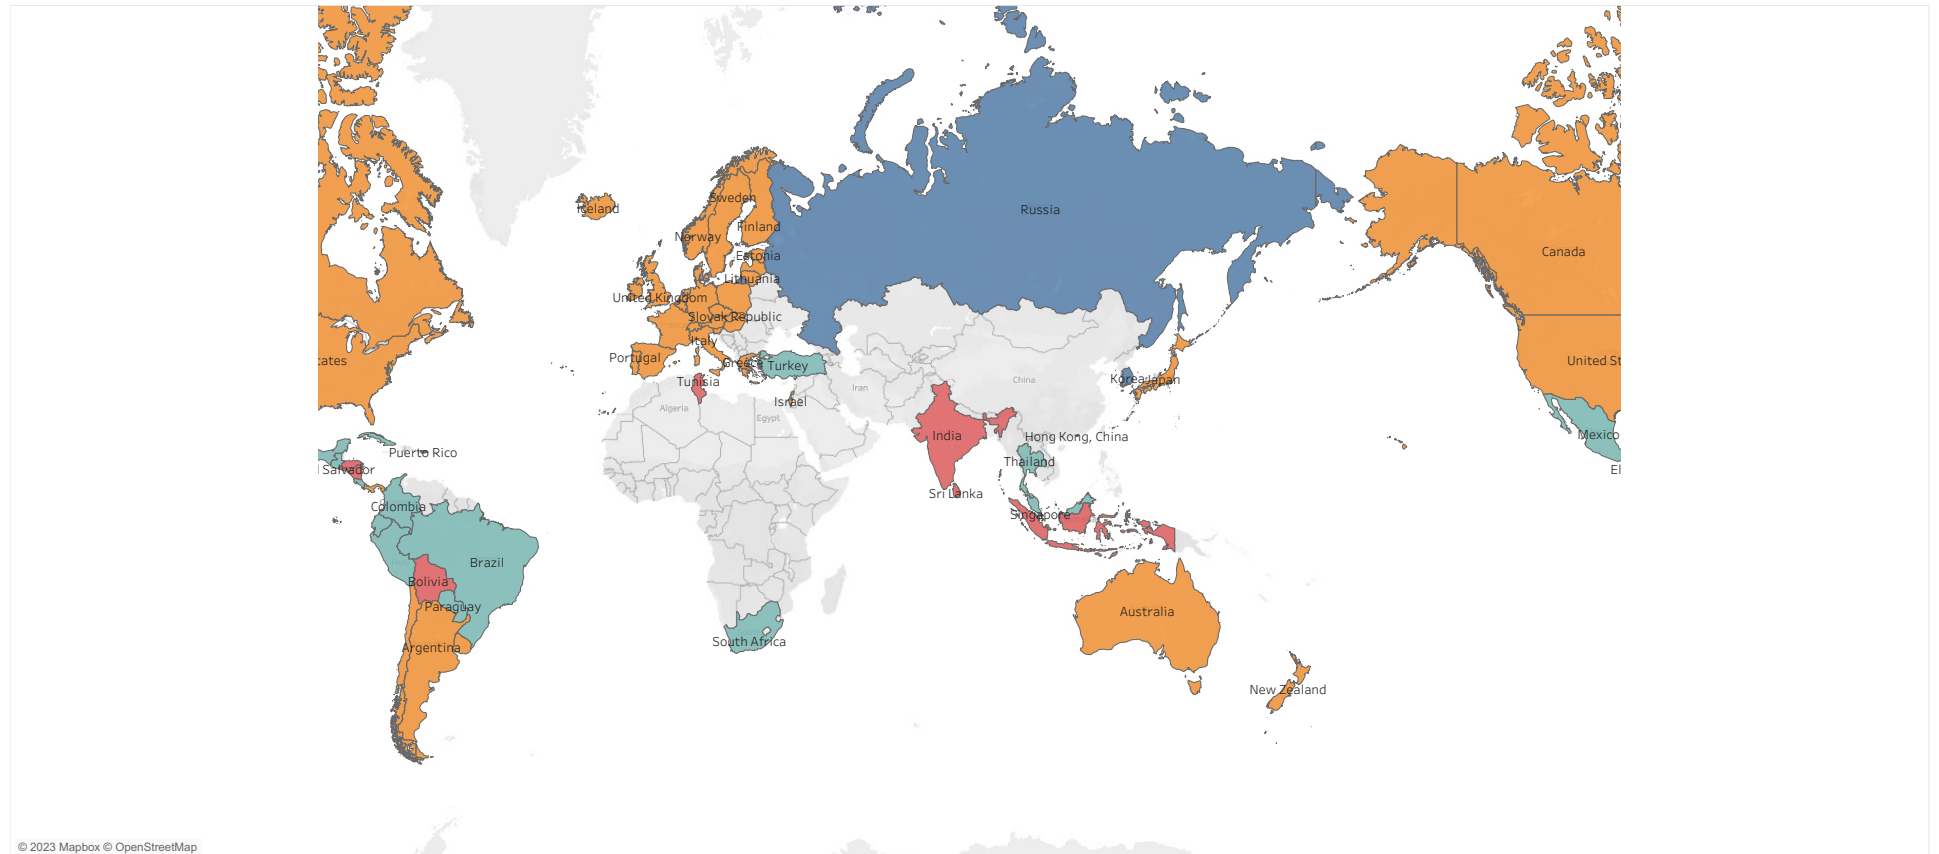 Sweden
Iceland
Russia
Finland
Norway
Canada
Estonia
Lithuania
United Kingdom
Slovak Republic
France
Italy
Portugal
Greece
Turkey
tates
United St
Tunisia
Korea
Japan
Iran
China
Israel
Algeria
Egypt
India
Hong Kong, China
Mexico
Puerto Rico
Thailand
l Salvador
El
Sri Lanka
Colombia
Singapore
Brazil
Peru
Bolivia
Paraguay
Australia
South Africa
Argentina
New Zealand
© 2023 Mapbox © OpenStreetMap